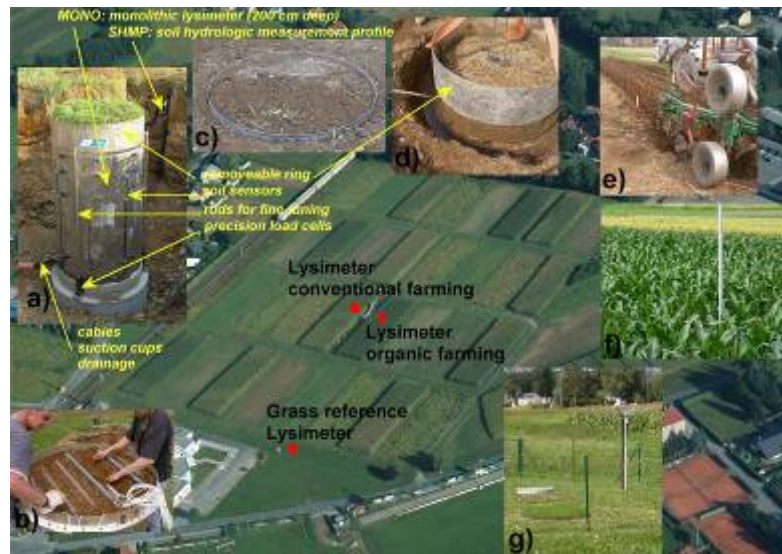 MONO: monolithic lysimeter (200 cm deep)
SHMP: soil hydrologic measurement profile
c)
d)
e)
removeable ring
soil sensors
rods for fine tuning
precision load cells
a)
cables
suction cups
drainage
Lysimeter
conventional farming
Lysimeter
organic farming
f)
Grass reference
Lysimeter
b)
g)